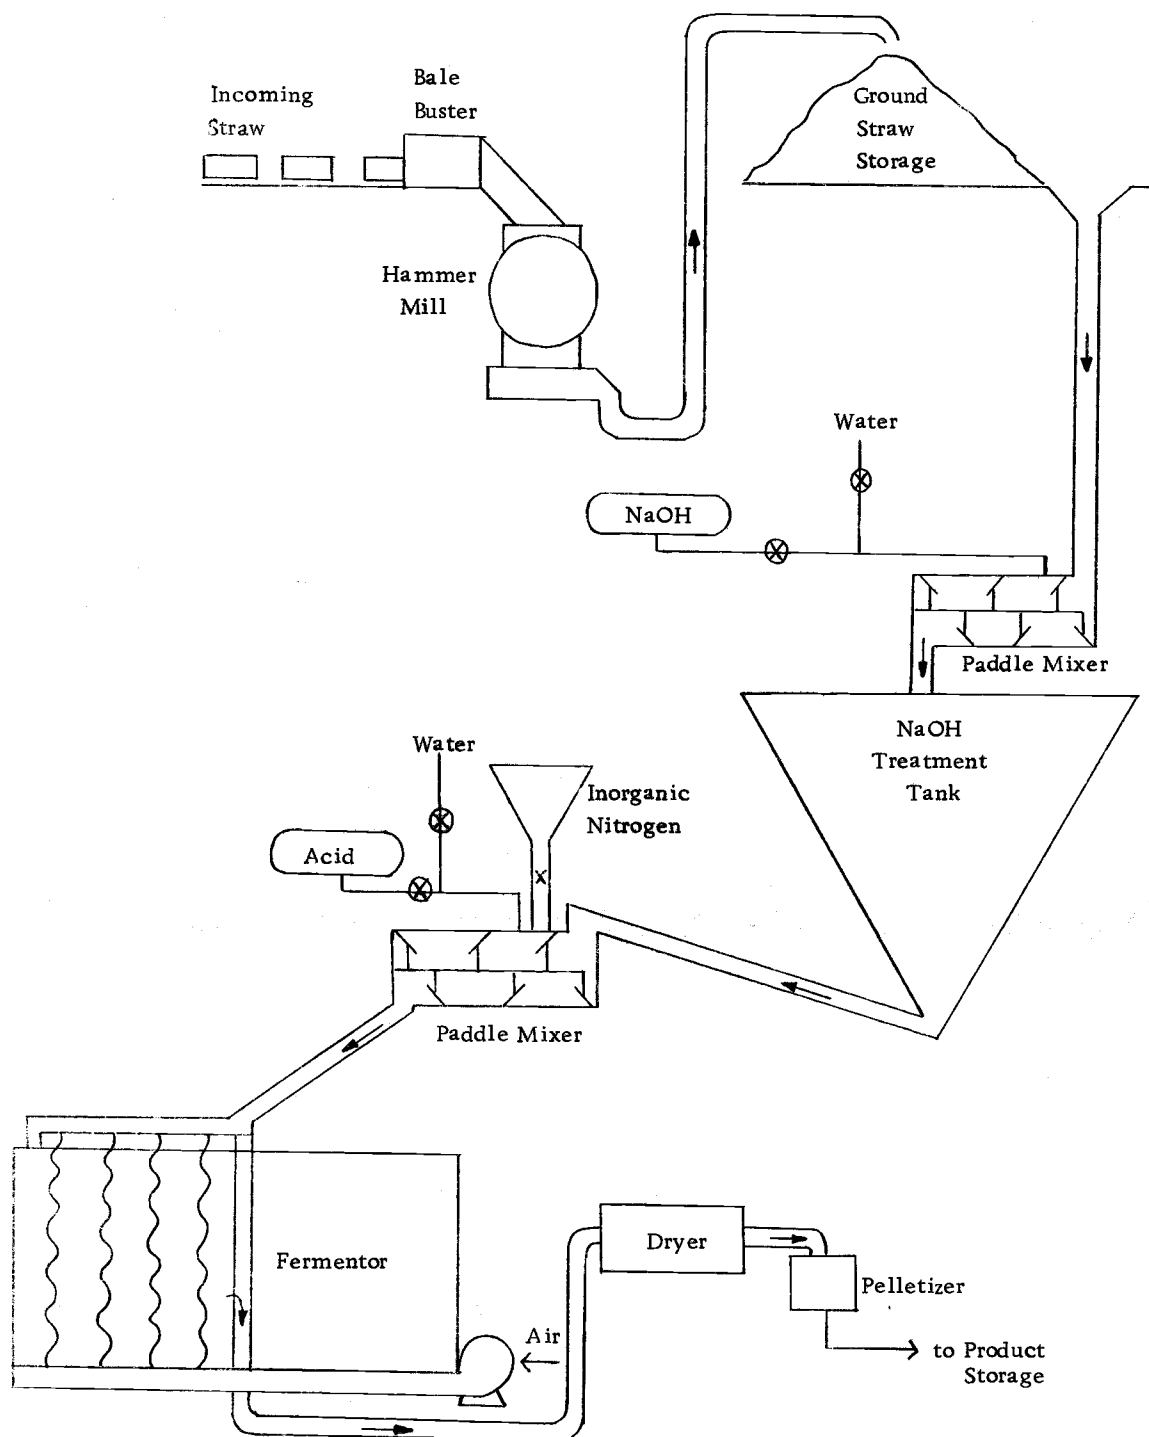 Incoming
Straw
Bale
Buster
Ground
Straw
Storage
Hammer
Mill
Water
NaOH
Paddle Mixer
NaOH
Treatment
Tank
Water
Inorganic
Nitrogen
Acid
Paddle Mixer
Fermentor
Dryer
Pelletizer
Air
to Product
Storage